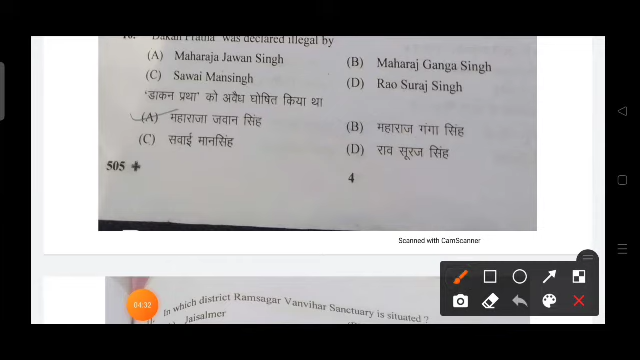 16. 'Dakan Pratha' was declared illegal by
(A) Maharaja Jawan Singh
(B) Maharaj Ganga Singh
(C) Sawai Mansingh
(D) Rao Suraj Singh
'डाकन प्रथा' को अवैध घोषित किया था
(A) महाराजा जवान सिंह
(B) महाराज गंगा सिंह
(C) सवाई मानसिंह
(D) राव सूरज सिंह
505 +
4
Scanned with CamScanner
In which district Ramsagar Vanvihar Sanctuary is situated ?
Jaisalmer
04:32